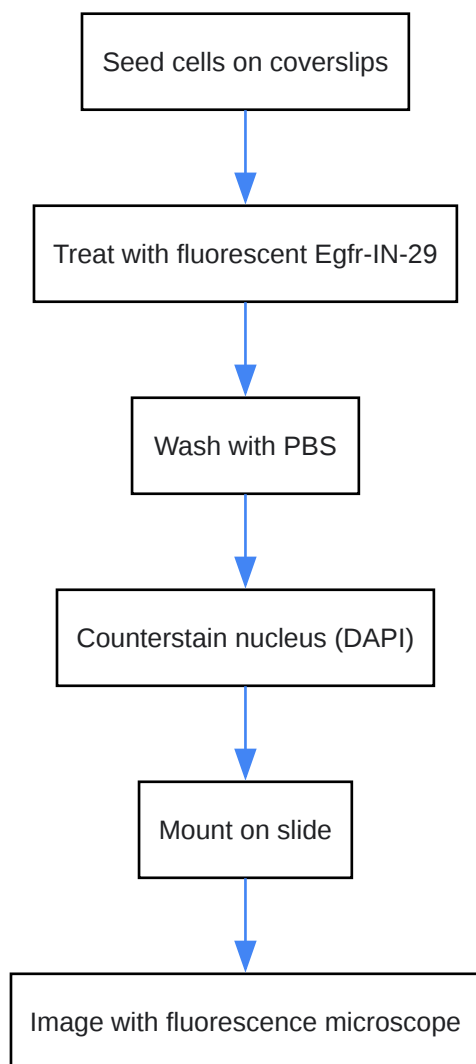 Seed cells on coverslips
Treat with fluorescent Egfr-IN-29
Wash with PBS
Counterstain nucleus (DAPI)
Mount on slide
Image with fluorescence microscope